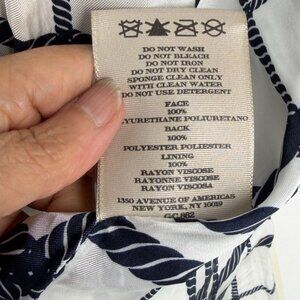 DO NOT WASH
DO NOT BLEACH
DO NOT IRON
DO NOT DRY CLEAN
SPONGE CLEAN ONLY
WITH CLEAN WATER
DO NOT USE DETERGENT
FACE
100%
YURETHANE POLIURETANO
BACK
100%
POLYESTER POLIESTER
LINING
100%
RAYON VISCOSE
RAYONNE VISCOSE
RAYON VISCOSA
1350 AVENUE OF AMERICAS
NEW YORK, NY 10019